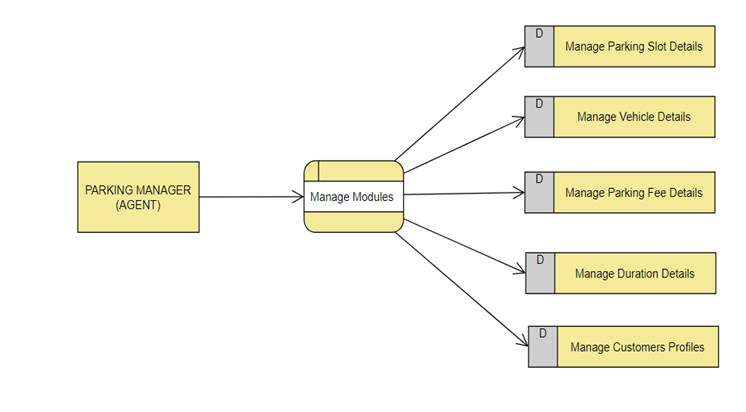 PARKING MANAGER
(AGENT)
Manage Modules
D
Manage Parking Slot Details
D
Manage Vehicle Details
D
Manage Parking Fee Details
D
Manage Duration Details
D
Manage Customers Profiles